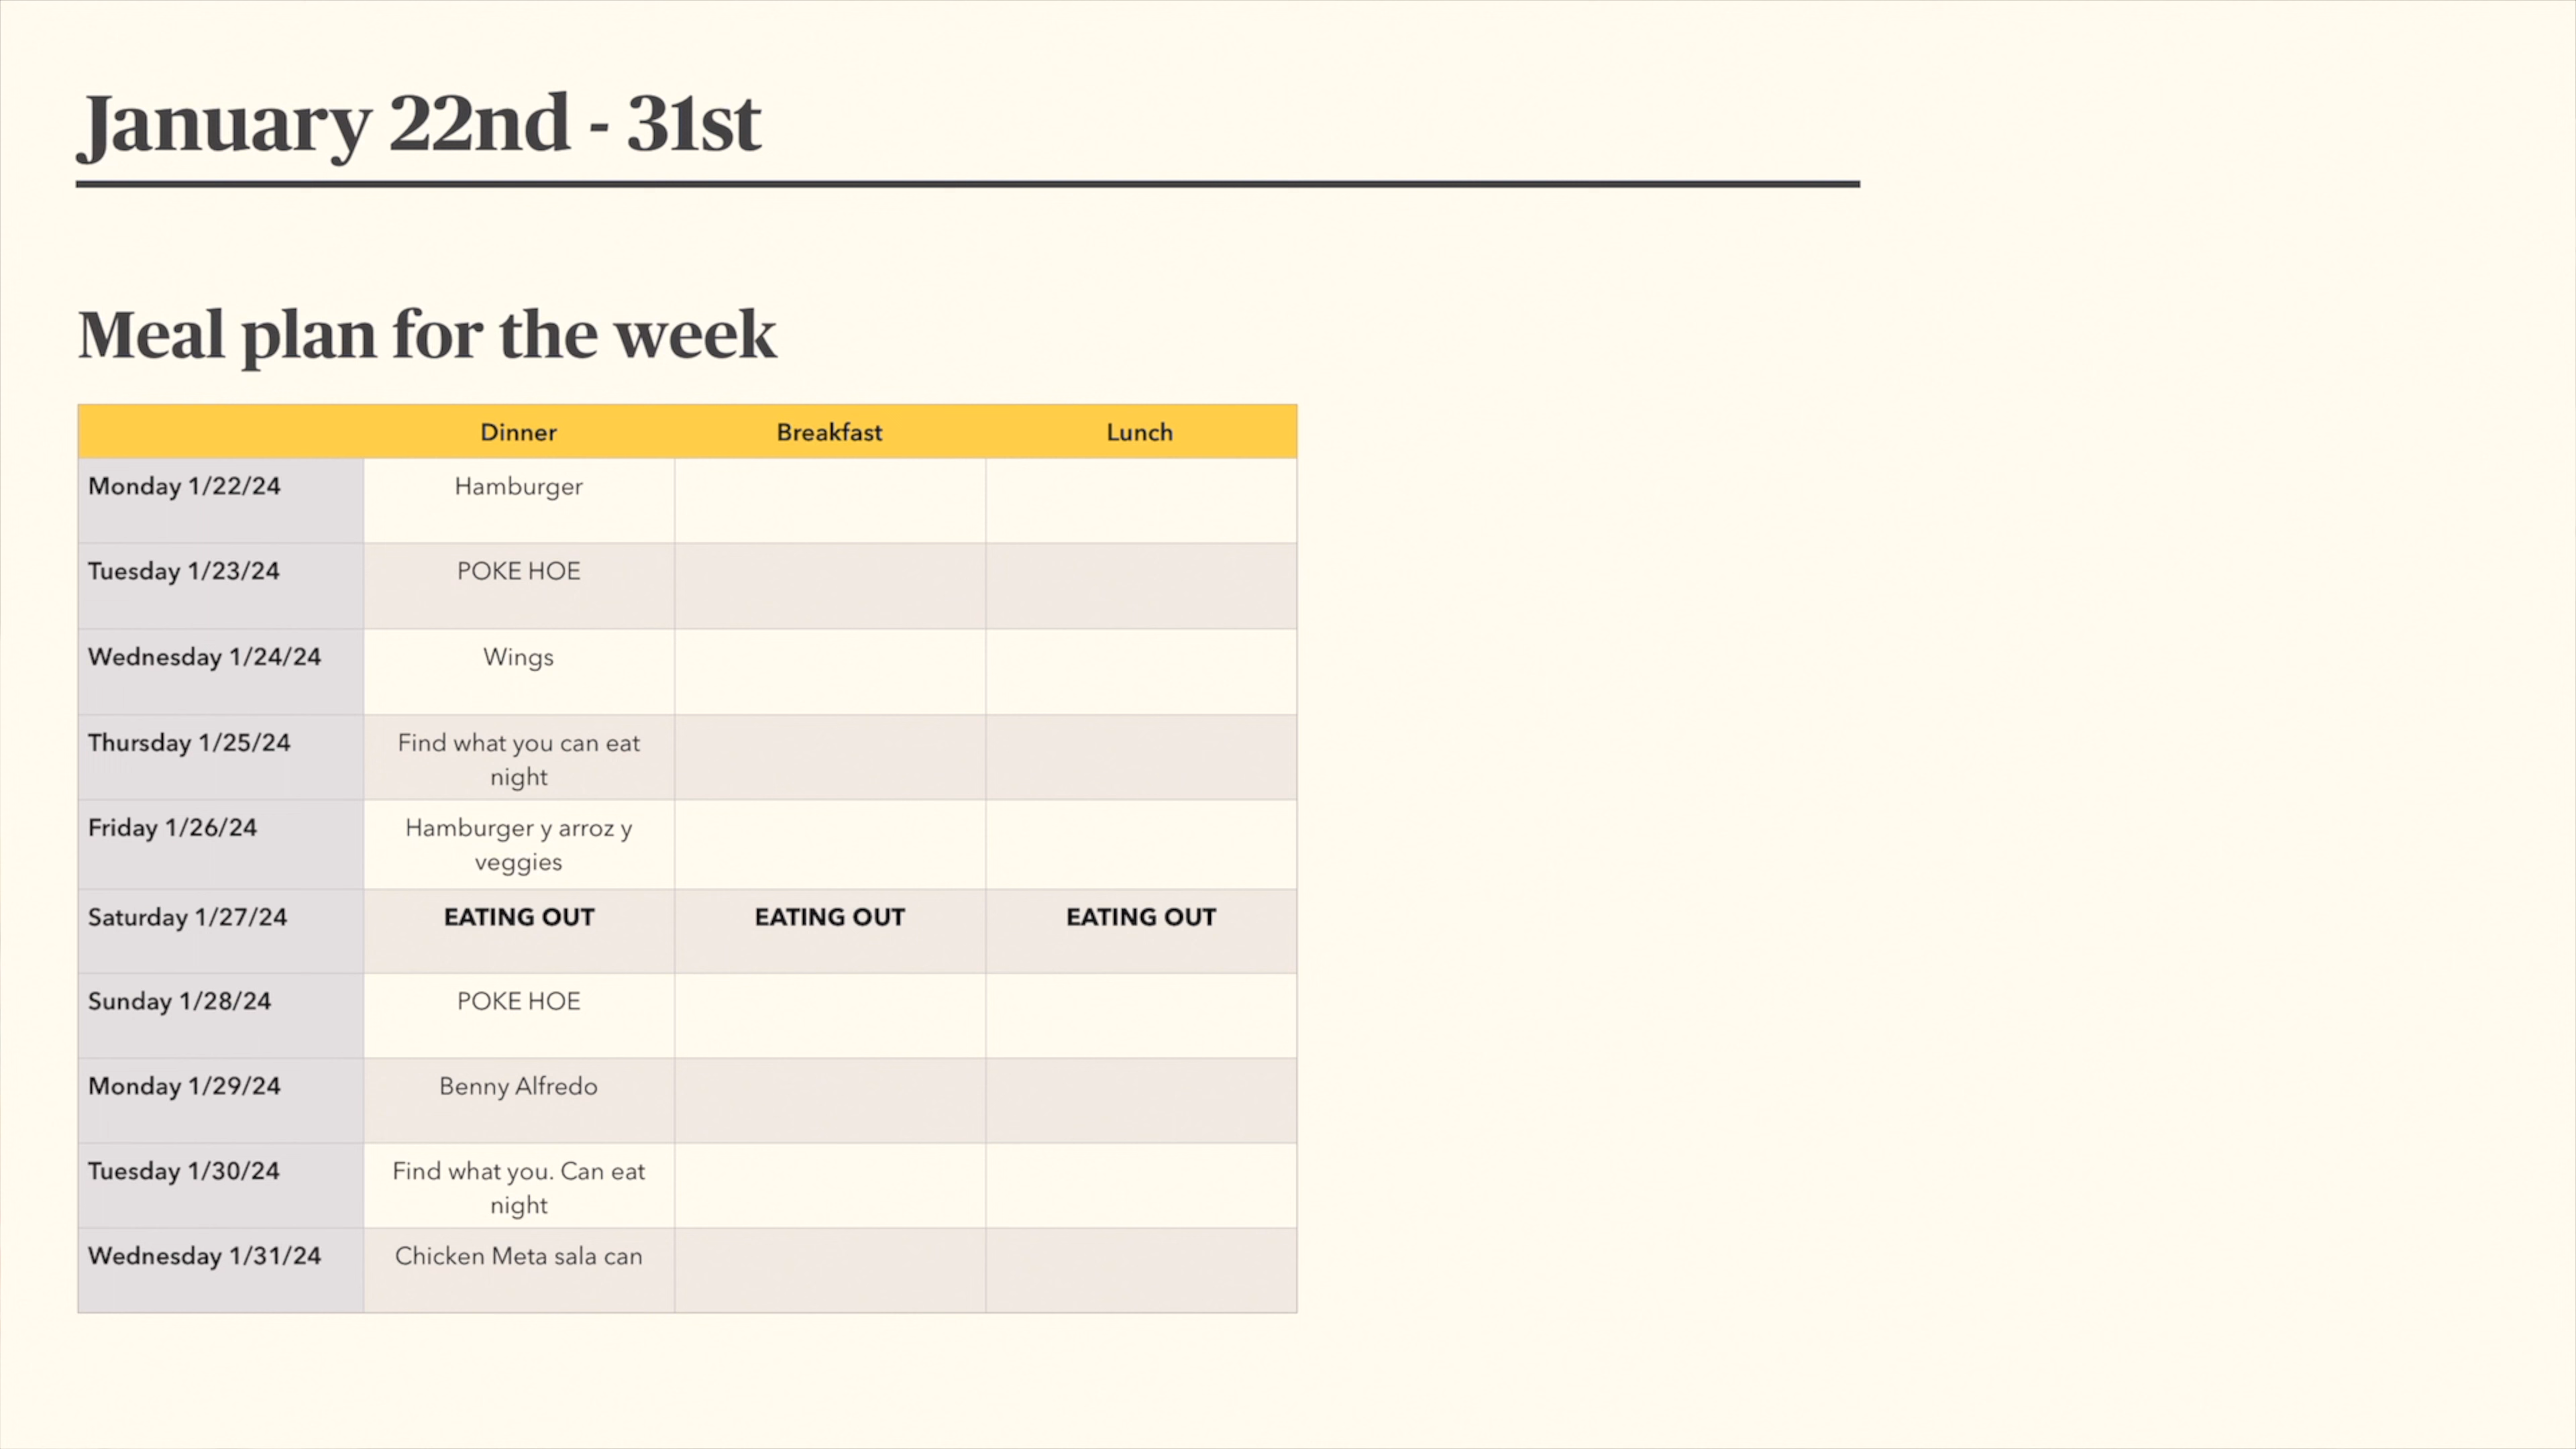 January 22nd - 31st
Meal plan for the week
Dinner Breakfast Lunch
Monday 1/22/24 Hamburger
Tuesday 1/23/24 POKE HOE
Wednesday 1/24/24 Wings
Thursday 1/25/24 Find what you can eat
night
Friday 1/26/24 Hamburger y arroz y
veggies
Saturday 1/27/24 EATING OUT EATING OUT EATING OUT
Sunday 1/28/24 POKE HOE
Monday 1/29/24 Benny Alfredo
Tuesday 1/30/24 Find what you. Can eat
night
Wednesday 1/31/24 Chicken Meta sala can